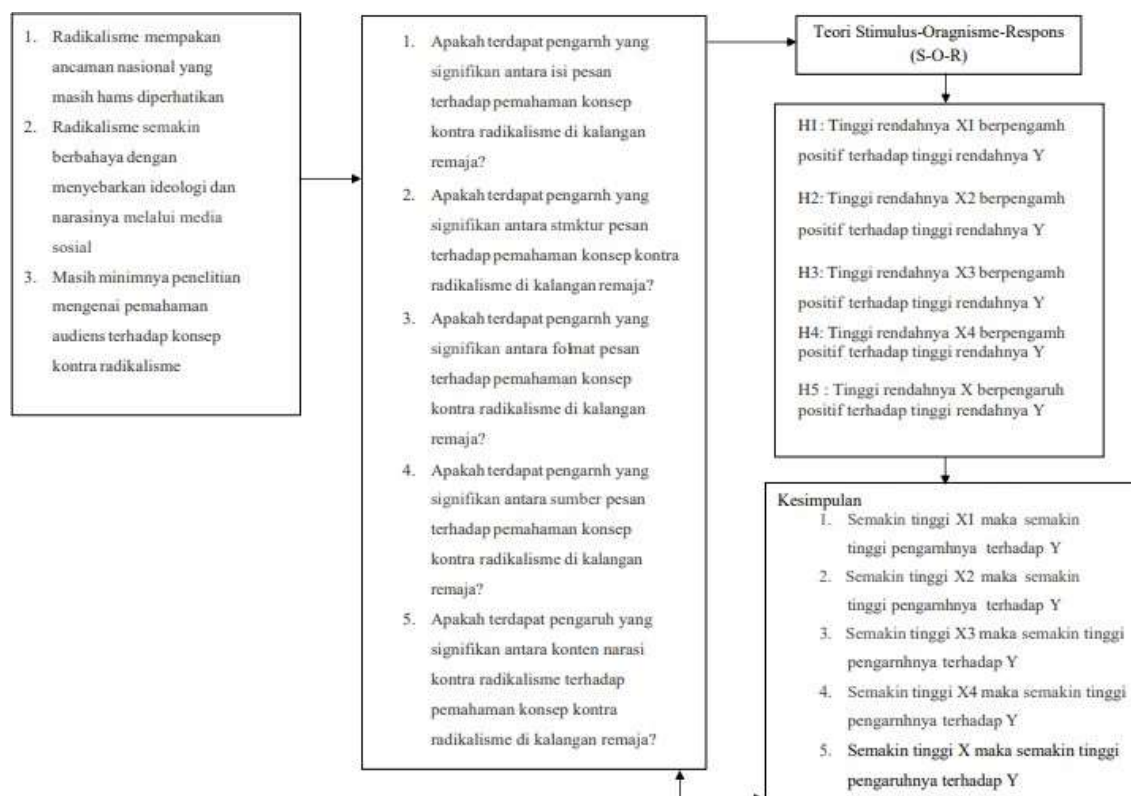 1. Radikalisme mempakan
ancaman nasional yang
masih hams diperhatikan
2. Radikalisme semakin
berbahaya dengan
menyebarkan ideologi dan
narasinya melalui media
sosial
3. Masih minimnya penelitian
mengenai pemahaman
audiens terhadap konsep
kontra radikalisme
1. Apakah terdapat pengarnh yang
signifikan antara isi pesan
terhadap pemahaman konsep
kontra radikalisme di kalangan
remaja?
2. Apakah terdapat pengarnh yang
signifikan antara stmktur pesan
terhadap pemahaman konsep kontra
radikalisme di kalangan remaja?
3. Apakah terdapat pengarnh yang
signifikan antara folmat pesan
terhadap pemahaman konsep
kontra radikalisme di kalangan
remaja?
4. Apakah terdapat pengarnh yang
signifikan antara sumber pesan
terhadap pemahaman konsep
kontra radikalisme di kalangan
remaja?
5. Apakah terdapat pengaruh yang
signifikan antara konten narasi
kontra radikalisme terhadap
pemahaman konsep kontra
radikalisme di kalangan remaja?
Teori Stimulus-Oragnisme-Respons
(S-O-R)
H1: Tinggi rendahnya X1 berpengamh
positif terhadap tinggi rendahnya Y
H2: Tinggi rendahnya X2 berpengamh
positif terhadap tinggi rendahnya Y
H3: Tinggi rendahnya X3 berpengamh
positif terhadap tinggi rendahnya Y
H4: Tinggi rendahnya X4 berpengamh
positif terhadap tinggi rendahnya Y
H5 : Tinggi rendahnya X berpengaruh
positif terhadap tinggi rendahnya Y
Kesimpulan
1. Semakin tinggi X1 maka semakin
tinggi pengarnhnya terhadap Y
2. Semakin tinggi X2 maka semakin
tinggi pengarnhnya terhadap Y
3. Semakin tinggi X3 maka semakin tinggi
pengarnhnya terhadap Y
4. Semakin tinggi X4 maka semakin tinggi
pengarnhnya terhadap Y
5. Semakin tinggi X maka semakin tinggi
pengaruhnya terhadap Y